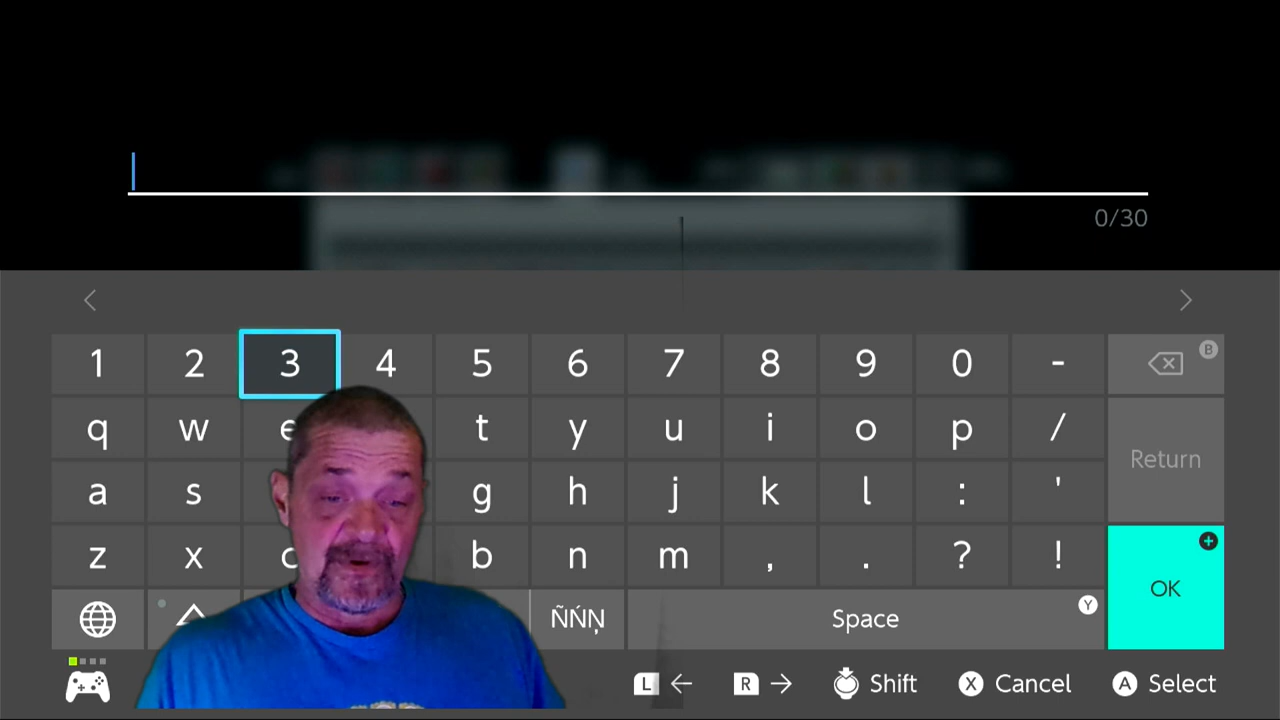 0/30
1 2 3 4 5 6 7 8 9 0 - B
q w e t y u i o p / Return
a s g h j k l : '
z x c b n m , . ? ! +
OK
ÑŃŅ Space Y
L ← R → Shift X Cancel A Select